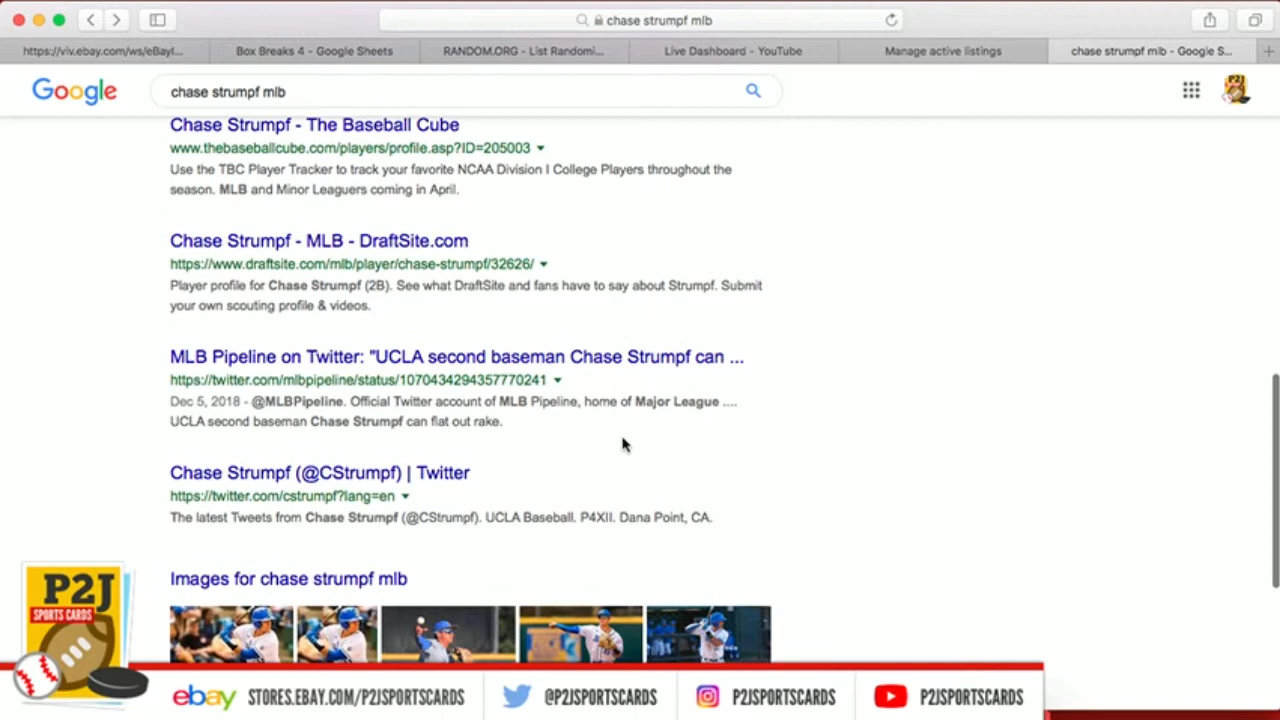 chase strumpf mlb
https://viv.ebay.com/ws/eBayI...
Box Breaks 4 - Google Sheets
RANDOM.ORG - List Randomi...
Live Dashboard - YouTube
Manage active listings
chase strumpf mlb - Google S...
Google
chase strumpf mlb
Chase Strumpf - The Baseball Cube
www.thebaseballcube.com/players/profile.asp?ID=205003
Use the TBC Player Tracker to track your favorite NCAA Division I College Players throughout the
season. MLB and Minor Leaguers coming in April.
Chase Strumpf - MLB - DraftSite.com
https://www.draftsite.com/mlb/player/chase-strumpf/32626/
Player profile for Chase Strumpf (2B). See what DraftSite and fans have to say about Strumpf. Submit
your own scouting profile & videos.
MLB Pipeline on Twitter: "UCLA second baseman Chase Strumpf can ...
https://twitter.com/mlbpipeline/status/1070434294357770241
Dec 5, 2018 - @MLBPipeline. Official Twitter account of MLB Pipeline, home of Major League ....
UCLA second baseman Chase Strumpf can flat out rake.
Chase Strumpf (@CStrumpf) | Twitter
https://twitter.com/cstrumpf?lang=en
The latest Tweets from Chase Strumpf (@CStrumpf). UCLA Baseball. P4XII. Dana Point, CA.
Images for chase strumpf mlb
P2J
SPORTS CARDS
ebay STORES.EBAY.COM/P2JSPORTSCARDS
@P2JSPORTSCARDS
P2JSPORTSCARDS
P2JSPORTSCARDS